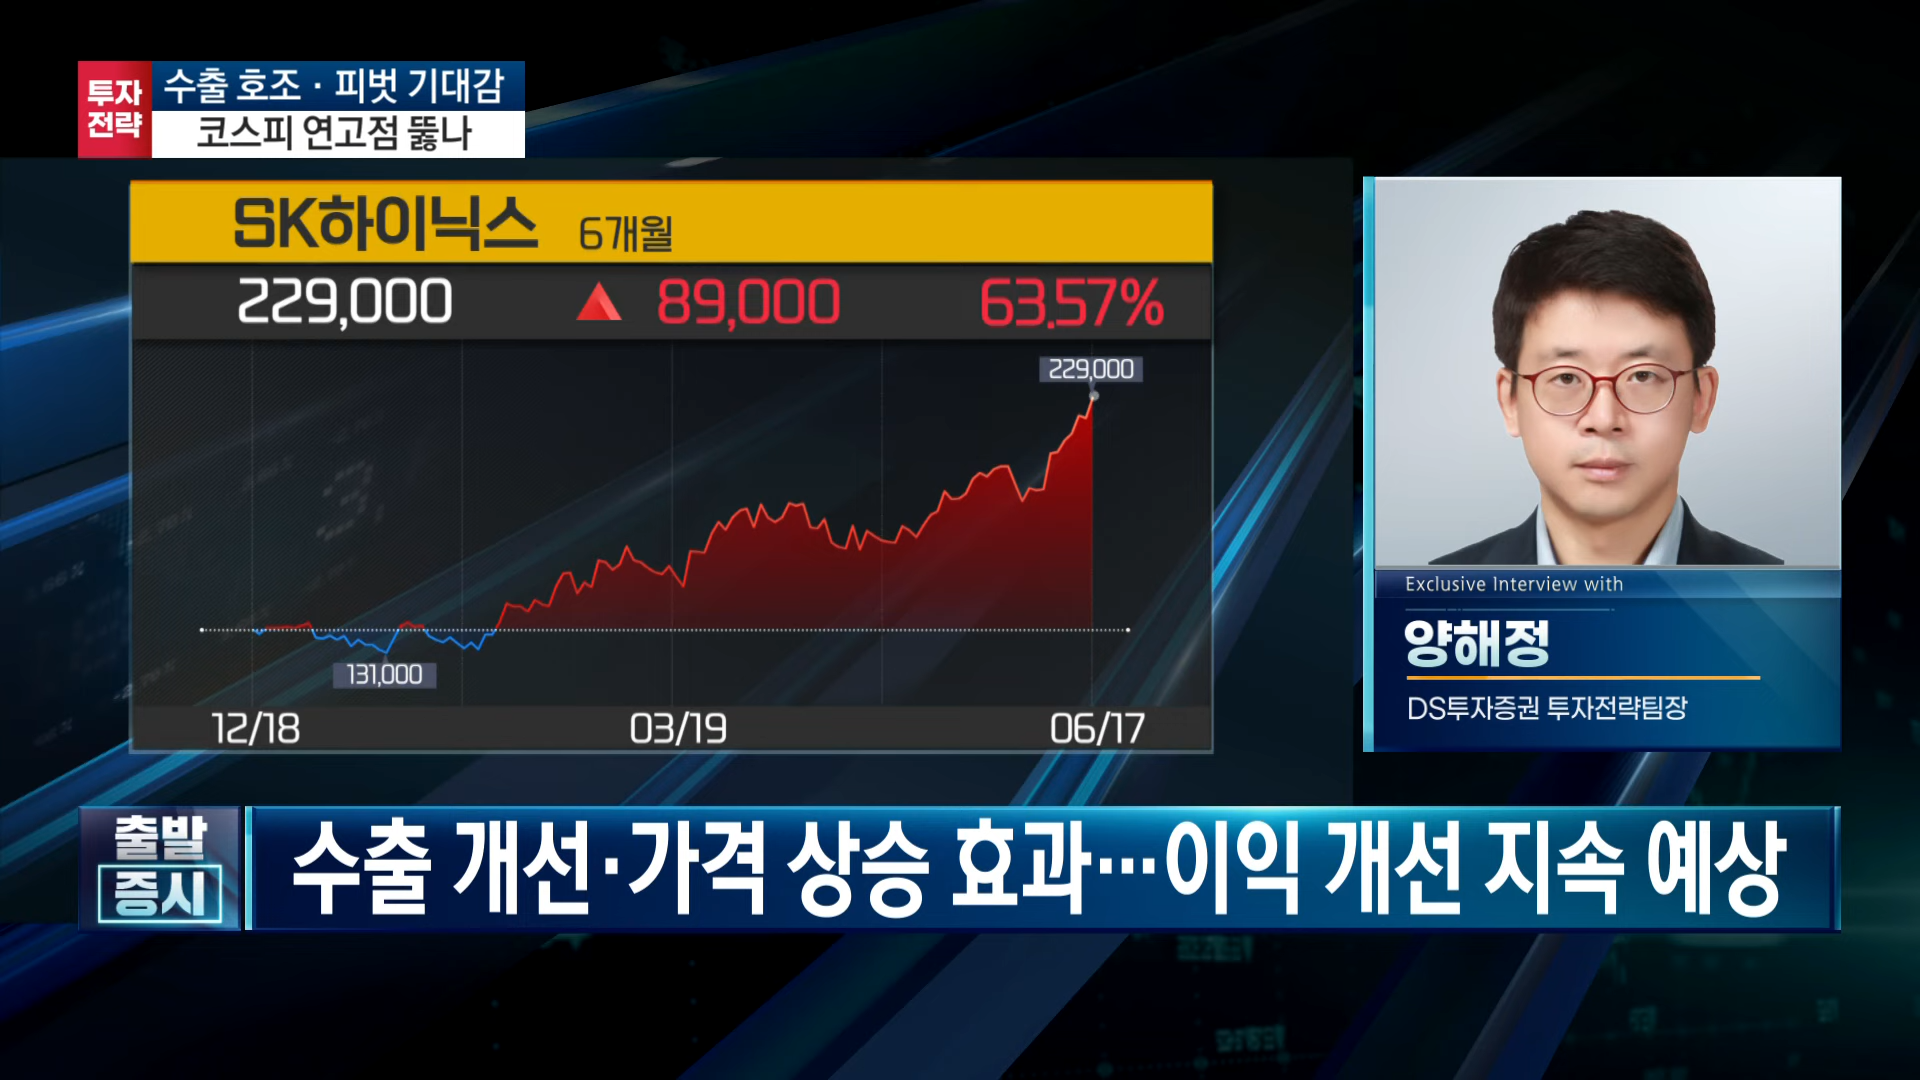 투자
전략
수출 호조 · 피벗 기대감
코스피 연고점 뚫나
SK하이닉스 6개월
229,000 ▲ 89,000 63.57%
229,000
131,000
12/18 03/19 06/17
Exclusive Interview with
양해정
DS투자증권 투자전략팀장
출발
증시
수출 개선·가격 상승 효과…이익 개선 지속 예상